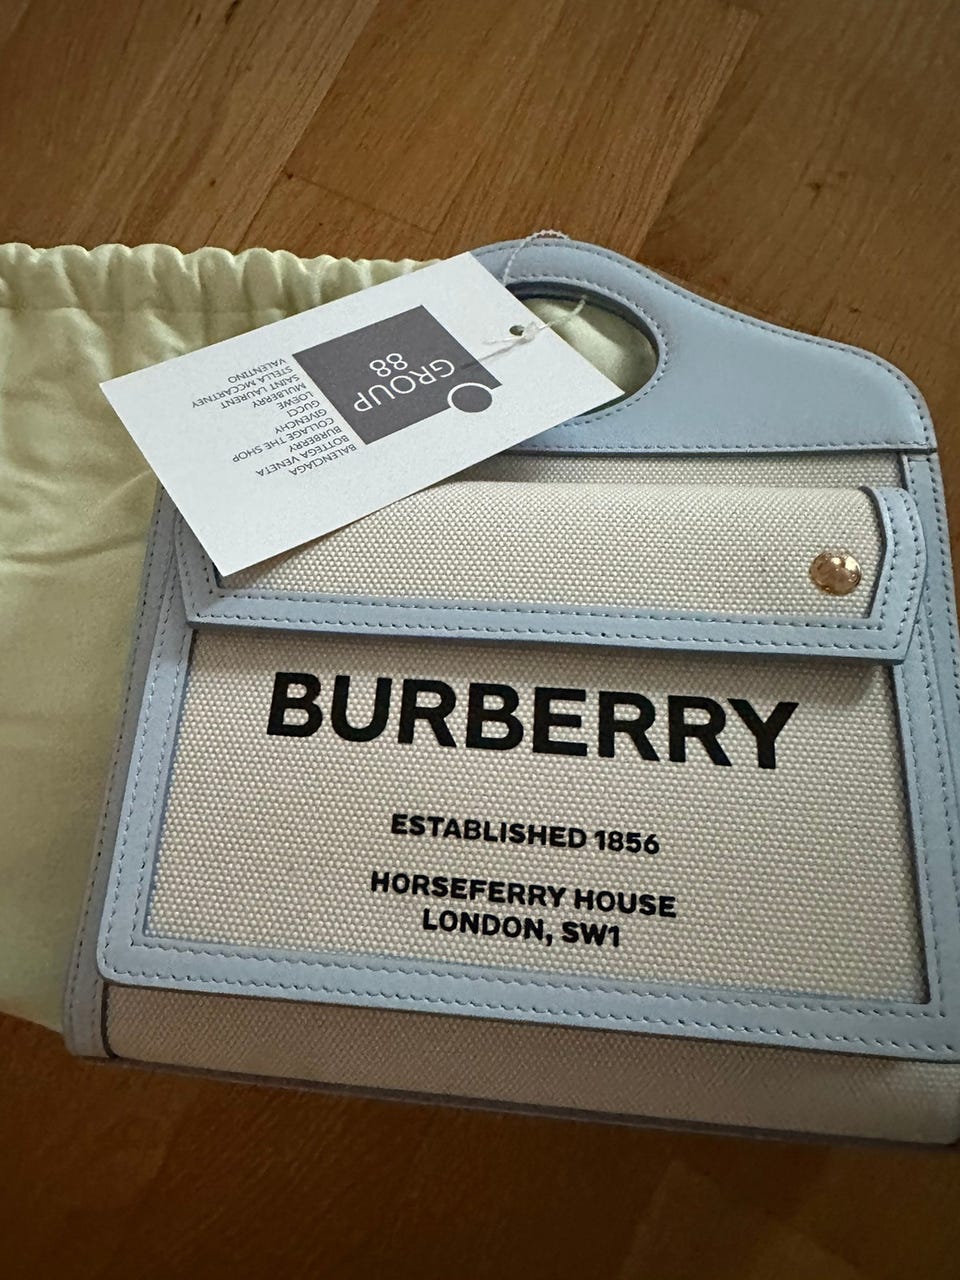 GROUP
88
BALENCIAGA
BOTTEGA VENETA
BURBERRY
COLLAGE THE SHOP
GIVENCHY
GUCCI
LOEWE
MULBERRY
SAINT LAURENT
STELLA MCCARTNEY
VALENTINO
BURBERRY
ESTABLISHED 1856
HORSEFERRY HOUSE
LONDON, SW1